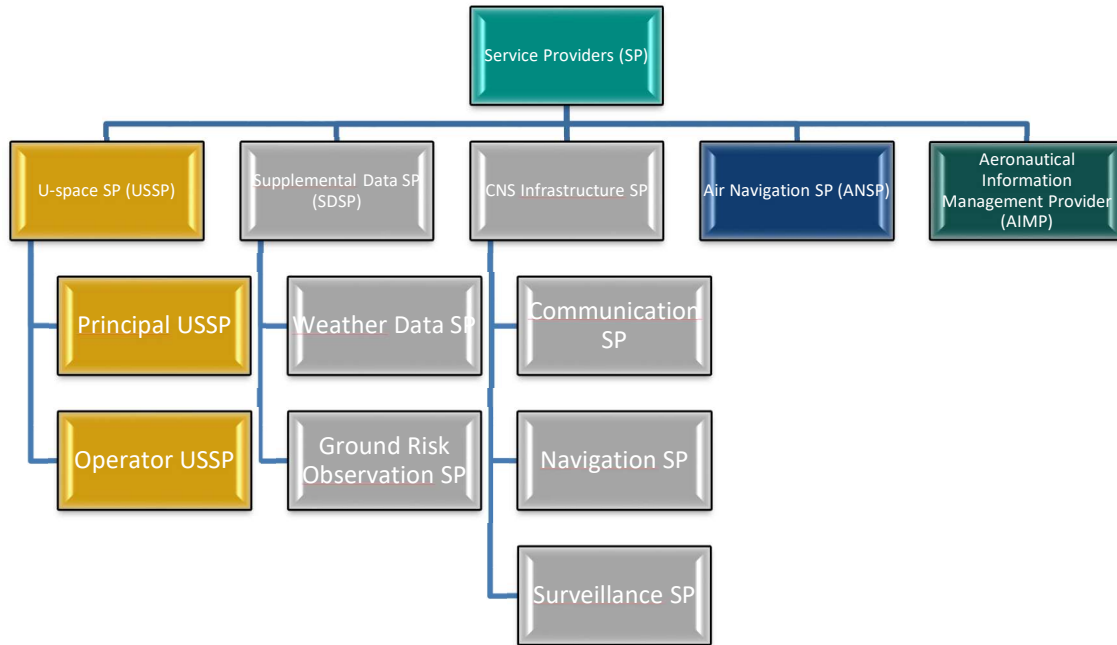 Service Providers (SP)
U-space SP (USSP)
Supplemental Data SP
(SDSP)
CNS Infrastructure SP
Air Navigation SP (ANSP)
Aeronautical
Information
Management Provider
(AIMP)
Principal USSP
Weather Data SP
Communication
SP
Operator USSP
Ground Risk
Observation SP
Navigation SP
Surveillance SP